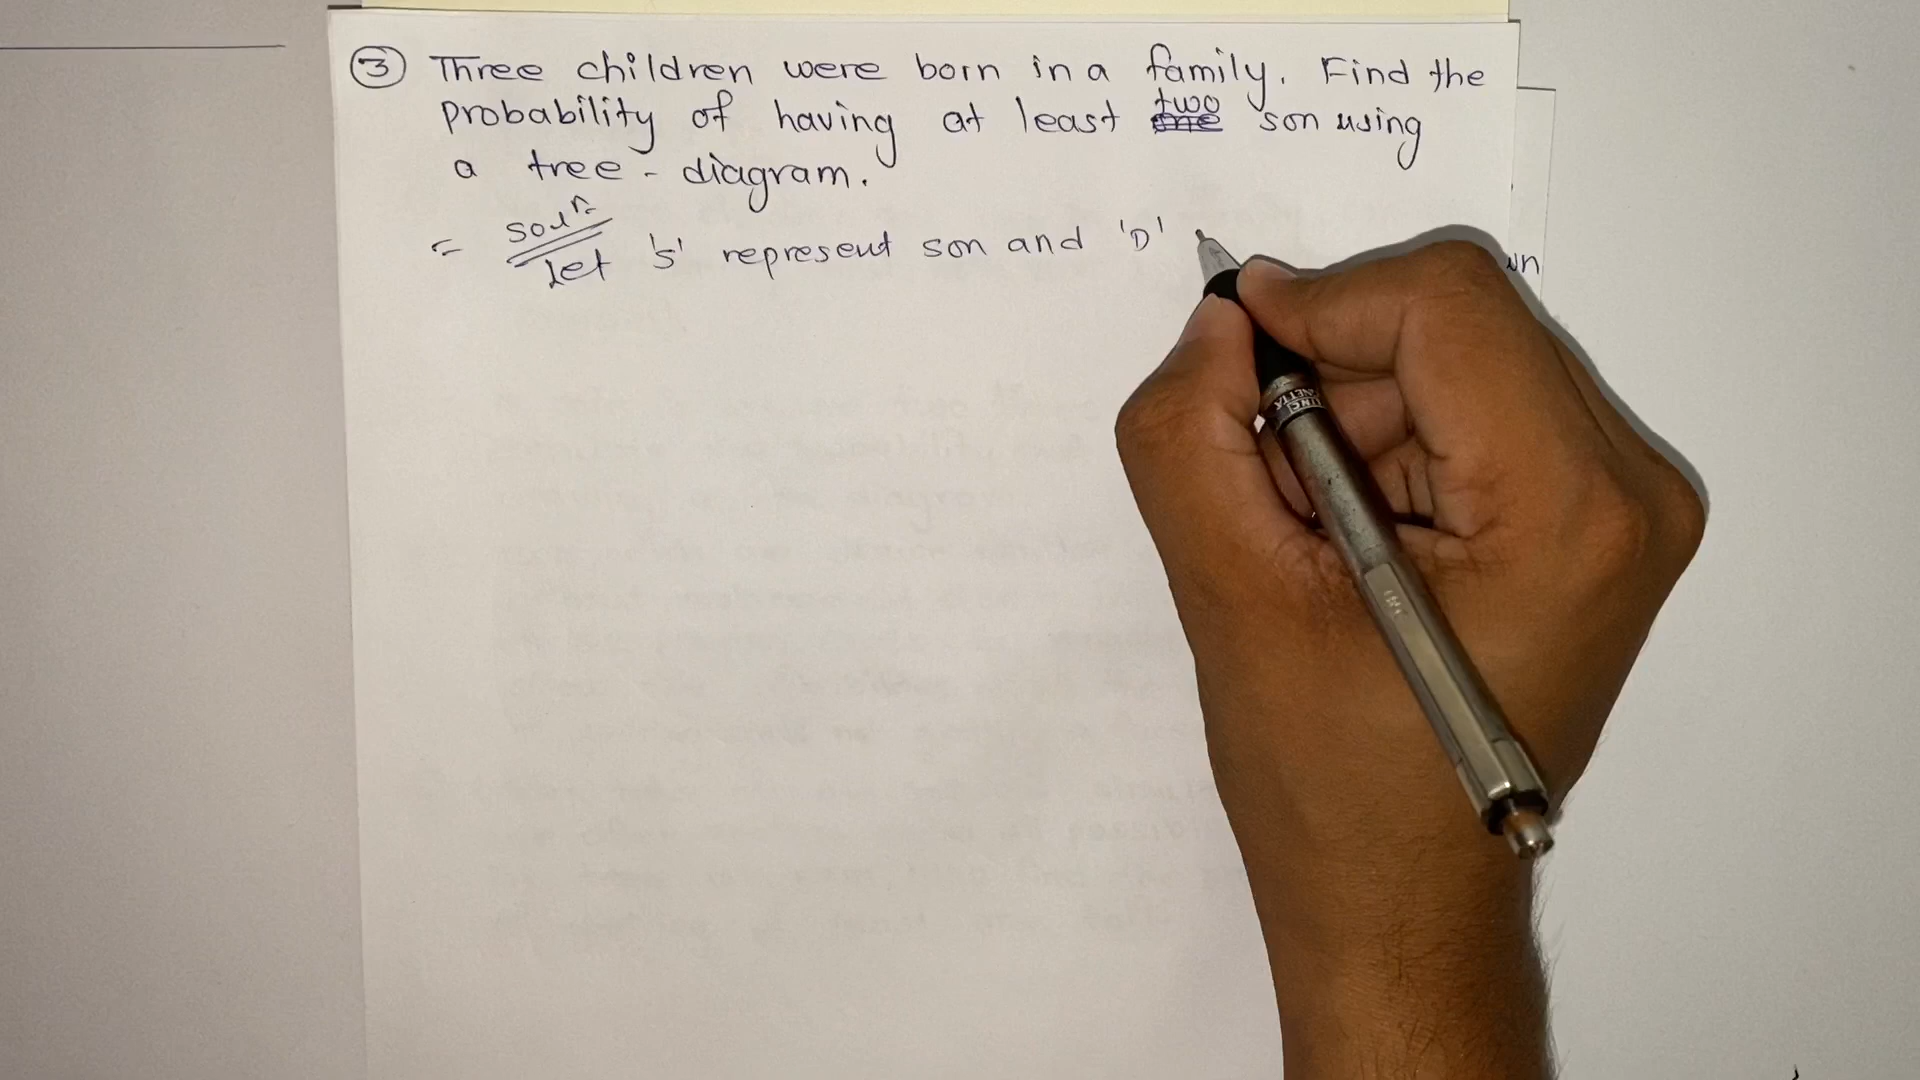 3 Three children were born in a family. Find the
probability of having at least two son using
a tree-diagram.
= soln
let 's' represent son and 'D'